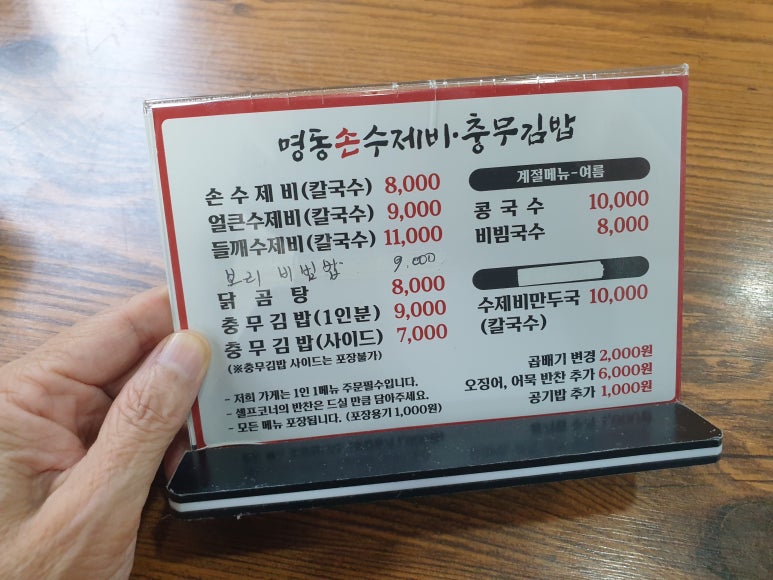 명동손수제비·충무김밥
손수제비(칼국수) 8,000
얼큰수제비(칼국수) 9,000
들깨수제비(칼국수) 11,000
보리 비빔밥 9.000
닭곰탕 8,000
충무김밥(1인분) 9,000
충무김밥(사이드) 7,000
(※충무김밥 사이드는 포장불가)
- 저희 가게는 1인 1메뉴 주문필수입니다.
- 셀프코너의 반찬은 드실 만큼 담아주세요.
- 모든 메뉴 포장됩니다. (포장용기 1,000원)
계절메뉴-여름
콩국수 10,000
비빔국수 8,000
수제비만두국 10,000
(칼국수)
곱배기 변경 2,000원
오징어, 어묵 반찬 추가 6,000원
공기밥 추가 1,000원